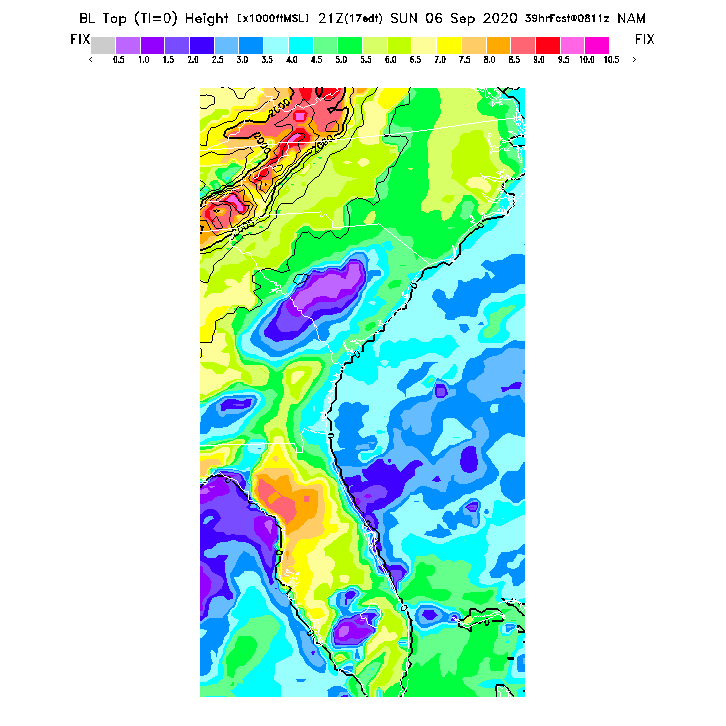 BL Top (TI=0) Height [x1000ftMSL] 21Z(17edt) SUN 06 Sep 2020 39hrFcst@0811z NAM
FIX FIX
< 0.5 1.0 1.5 2.0 2.5 3.0 3.5 4.0 4.5 5.0 5.5 6.0 6.5 7.0 7.5 8.0 8.5 9.0 9.5 10.0 10.5 >
2000
2000
2000